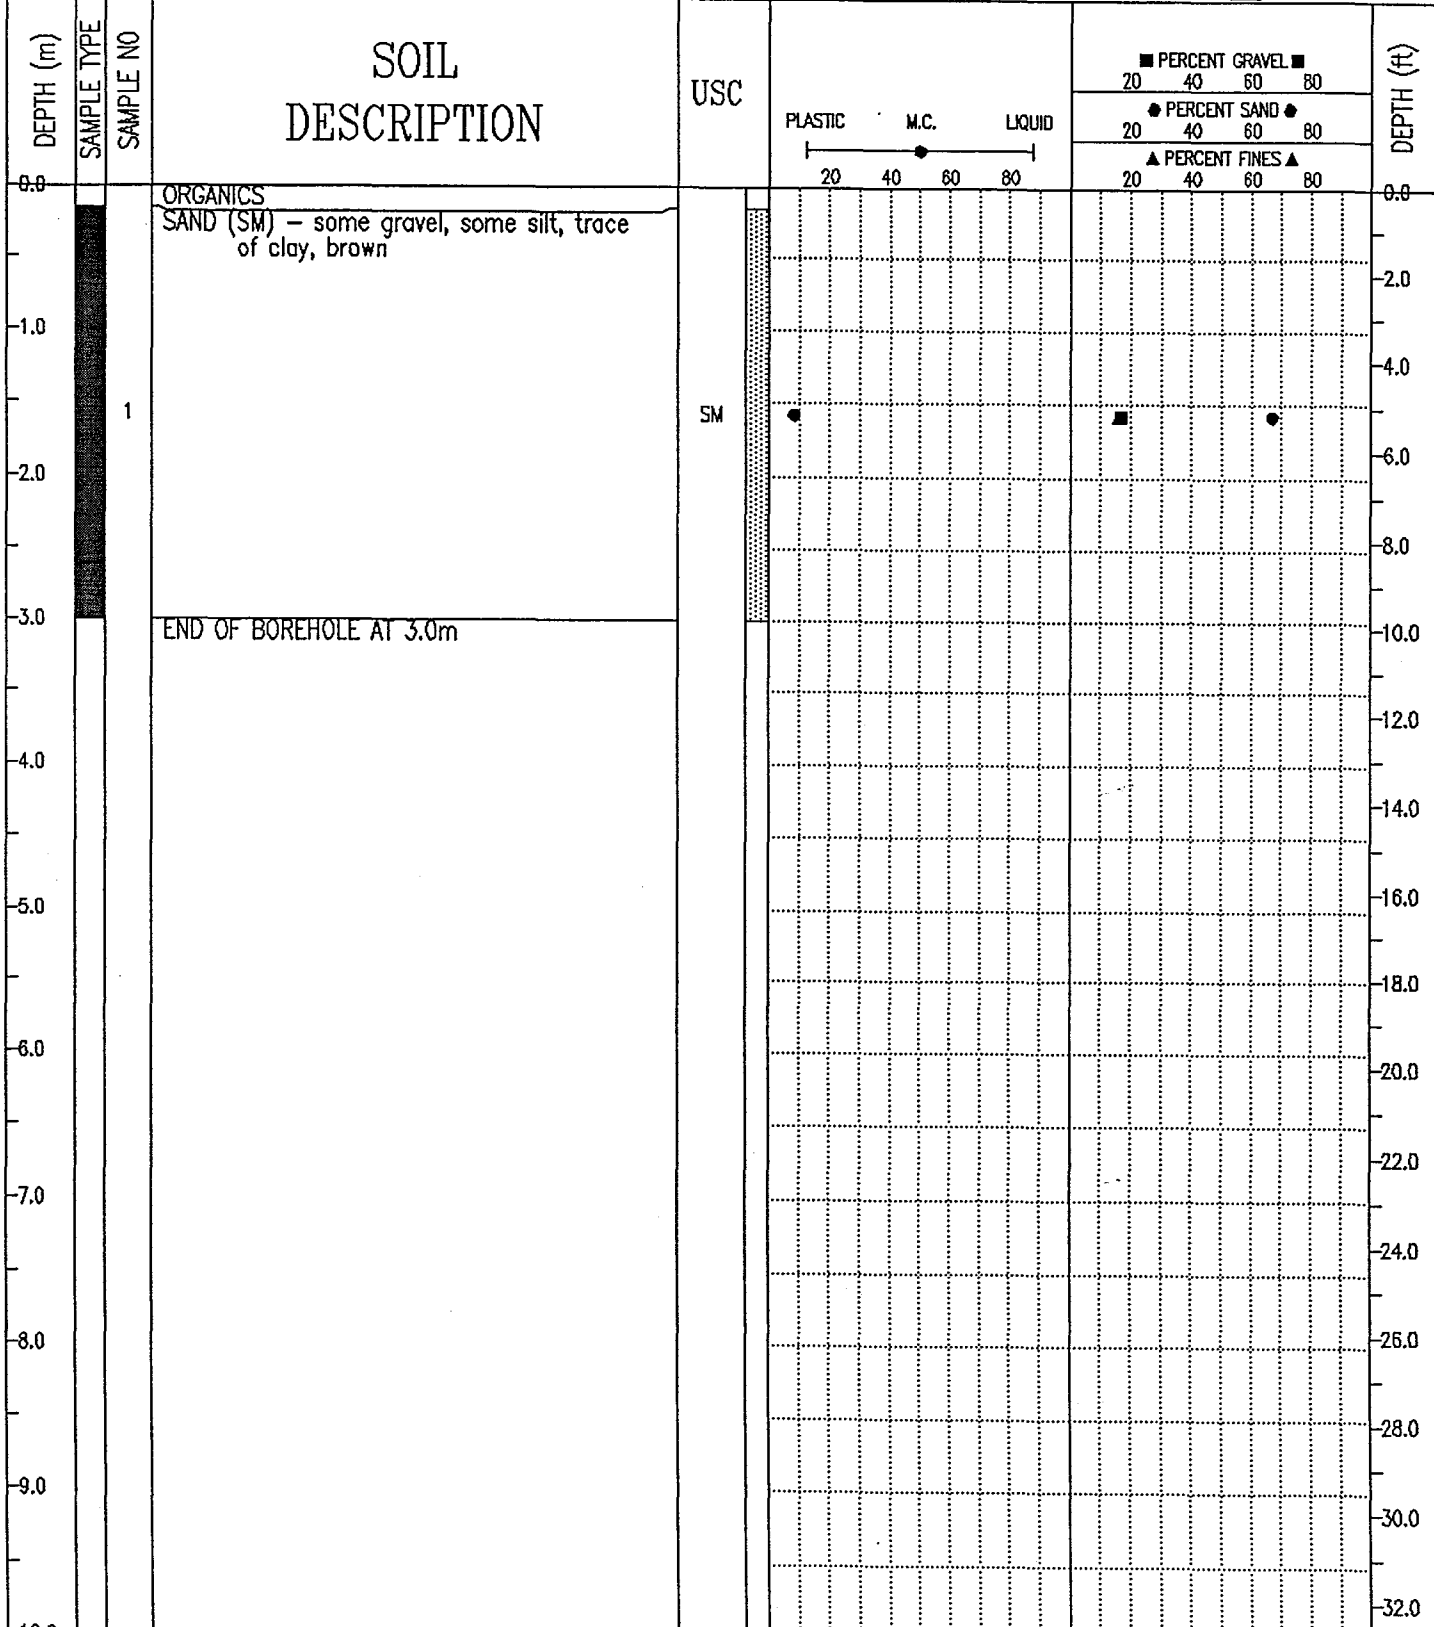 DEPTH (m)
SAMPLE TYPE
SAMPLE NO
SOIL
DESCRIPTION
USC
PLASTIC M.C. LIQUID
20 40 60 80
■ PERCENT GRAVEL ■
20 40 60 80
● PERCENT SAND ●
20 40 60 80
▲ PERCENT FINES ▲
20 40 60 80
DEPTH (ft)
0.0
ORGANICS
0.0
SAND (SM) – some gravel, some silt, trace
of clay, brown
2.0
1.0
4.0
1
SM
6.0
2.0
8.0
3.0
END OF BOREHOLE AT 3.0m
10.0
12.0
4.0
14.0
5.0
16.0
18.0
6.0
20.0
22.0
7.0
24.0
8.0
26.0
28.0
9.0
30.0
32.0